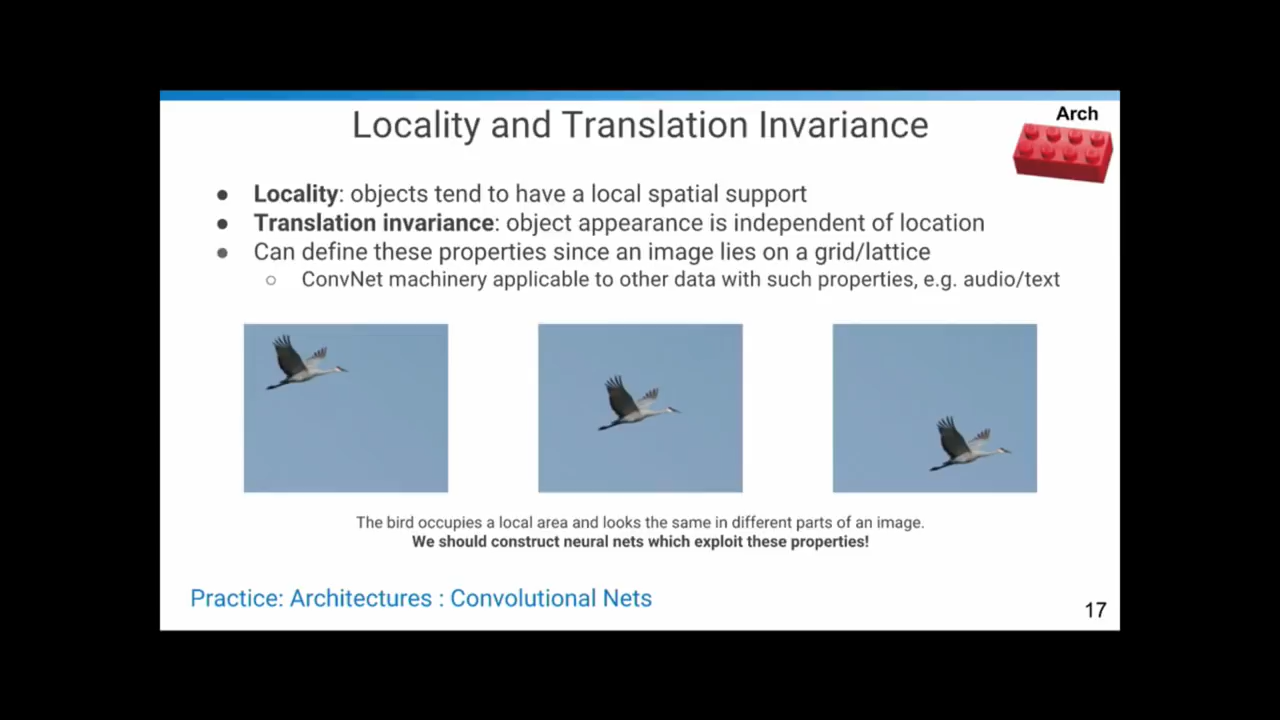 Locality and Translation Invariance
Arch
● Locality: objects tend to have a local spatial support
● Translation invariance: object appearance is independent of location
● Can define these properties since an image lies on a grid/lattice
○ ConvNet machinery applicable to other data with such properties, e.g. audio/text
The bird occupies a local area and looks the same in different parts of an image.
We should construct neural nets which exploit these properties!
Practice: Architectures : Convolutional Nets
17